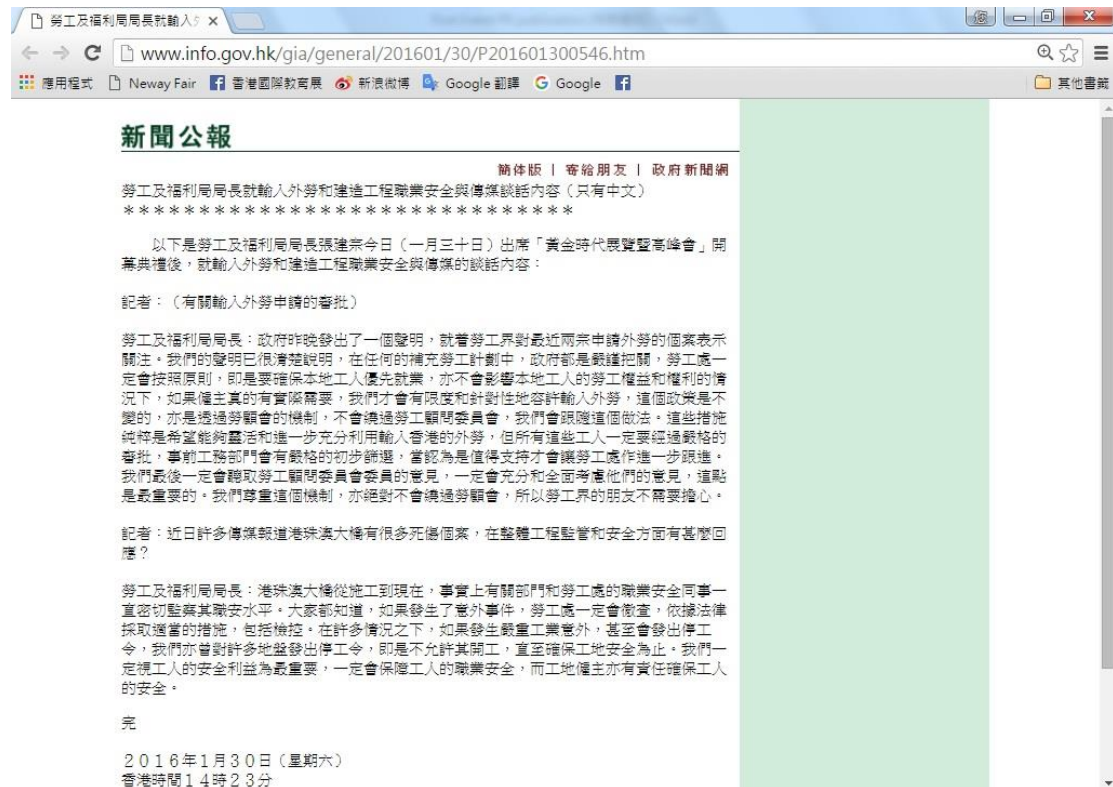 勞工及福利局局長就輸入
www.info.gov.hk/gia/general/201601/30/P201601300546.htm
應用程式 Neway Fair 香港國際教育展 新浪微博 Google 翻譯 Google 其他書籤
新聞公報
簡体版 | 寄給朋友 | 政府新聞網
勞工及福利局局長就輸入外勞和建造工程職業安全與傳媒談話內容（只有中文）
******************************
以下是勞工及福利局局長張建宗今日（一月三十日）出席「黃金時代展覽暨高峰會」開
幕典禮後，就輸入外勞和建造工程職業安全與傳媒的談話內容：
記者：（有關輸入外勞申請的審批）
勞工及福利局局長：政府昨晚發出了一個聲明，就着勞工界對最近兩宗申請外勞的個案表示
關注。我們的聲明已很清楚說明，在任何的補充勞工計劃中，政府都是嚴謹把關，勞工處一
定會按照原則，即是要確保本地工人優先就業，亦不會影響本地工人的勞工權益和權利的情
況下，如果僱主真的有實際需要，我們才會有限度和針對性地容許輸入外勞，這個政策是不
變的，亦是透過勞顧會的機制，不會繞過勞工顧問委員會，我們會跟隨這個做法。這些措施
純粹是希望能夠靈活和進一步充分利用輸入香港的外勞，但所有這些工人一定要經過嚴格的
審批，事前工務部門會有嚴格的初步篩選，當認為是值得支持才會讓勞工處作進一步跟進。
我們最後一定會聽取勞工顧問委員會委員的意見，一定會充分和全面考慮他們的意見，這點
是最重要的。我們尊重這個機制，亦絕對不會繞過勞顧會，所以勞工界的朋友不需要擔心。
記者：近日許多傳媒報道港珠澳大橋有很多死傷個案，在整體工程監管和安全方面有甚麼回
應？
勞工及福利局局長：港珠澳大橋從施工到現在，事實上有關部門和勞工處的職業安全同事一
直密切監察其職安水平。大家都知道，如果發生了意外事件，勞工處一定會徹查，依據法律
採取適當的措施，包括檢控。在許多情況之下，如果發生嚴重工業意外，甚至會發出停工
令，我們亦曾對許多地盤發出停工令，即是不允許其開工，直至確保工地安全為止。我們一
定視工人的安全利益為最重要，一定會保障工人的職業安全，而工地僱主亦有責任確保工人
的安全。
完
２０１６年１月３０日（星期六）
香港時間１４時２３分